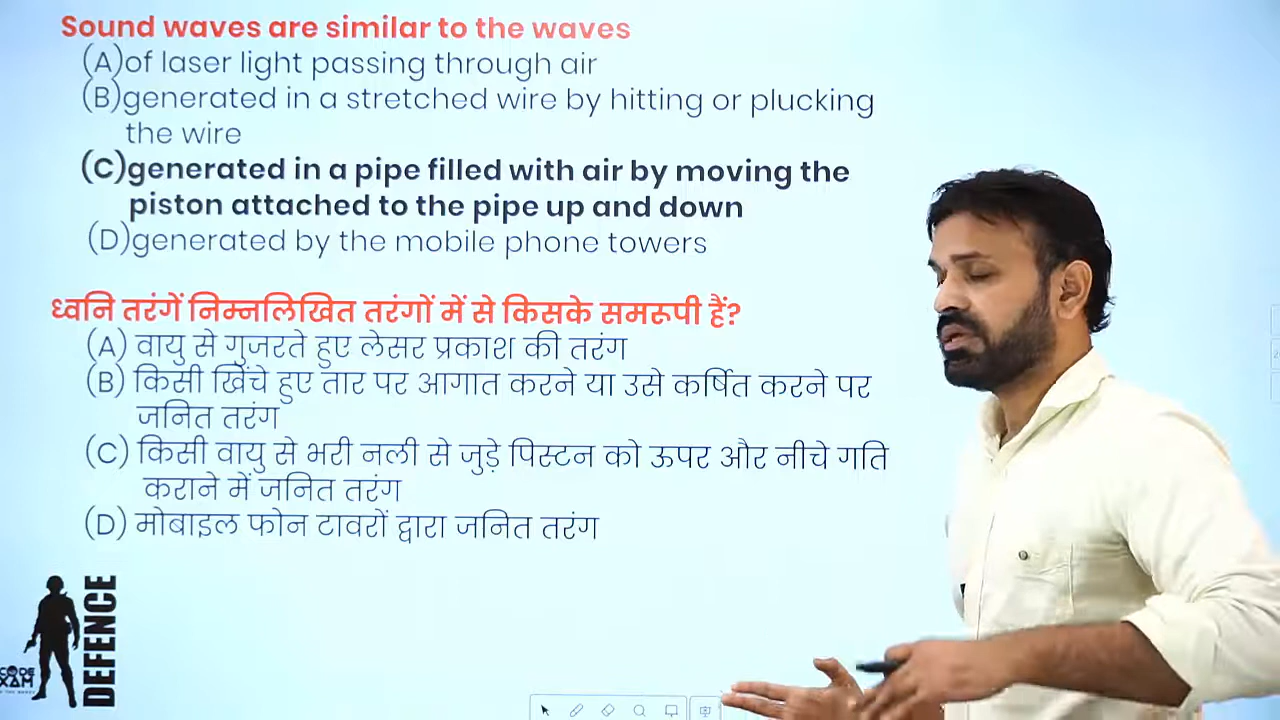 Sound waves are similar to the waves
(A)of laser light passing through air
(B)generated in a stretched wire by hitting or plucking
the wire
(C)generated in a pipe filled with air by moving the
piston attached to the pipe up and down
(D)generated by the mobile phone towers
ध्वनि तरंगें निम्नलिखित तरंगों में से किसके समरूपी हैं?
(A) वायु से गुजरते हुए लेसर प्रकाश की तरंग
(B) किसी खिंचे हुए तार पर आगात करने या उसे कर्षित करने पर
जनित तरंग
(C) किसी वायु से भरी नली से जुड़े पिस्टन को ऊपर और नीचे गति
कराने में जनित तरंग
(D) मोबाइल फोन टावरों द्वारा जनित तरंग
DEFENCE
CODE
EXAM